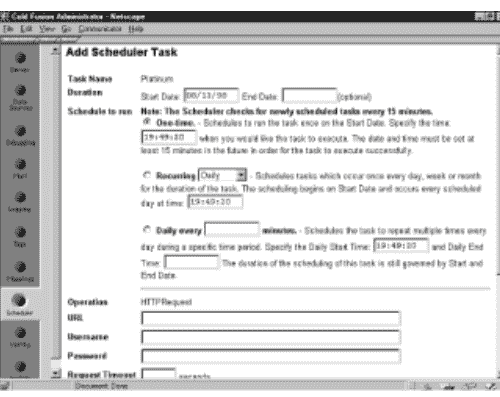 Cold Fusion Administrator - Netscape
File Edit View Go Communicator Help
Add Scheduler Task
Task Name Platinum
Duration Start Date: 08/13/98 End Date: (optional)
Schedule to run Note: The Scheduler checks for newly scheduled tasks every 15 minutes.
One-time. - Schedules to run the task once on the Start Date. Specify the time:
19:49:20 when you would like the task to execute. The date and time must be set at
least 15 minutes in the future in order for the task to execute successfully.
Recurring Daily - Schedules tasks which occur once every day, week or month
for the duration of the task. The scheduling begins on Start Date and occurs every scheduled
day at time: 19:49:20
Daily every minutes. - Schedules the task to repeat multiple times every
day during a specific time period. Specify the Daily Start Time: 19:49:20 and Daily End
Time: The duration of the scheduling of this task is still governed by Start and
End Date.
Operation HTTPRequest
URL
Username
Password
Request Timeout seconds
Server
Data
Sources
Debugging
Mail
Logging
Tags
Mappings
Scheduler
Verity
Document: Done